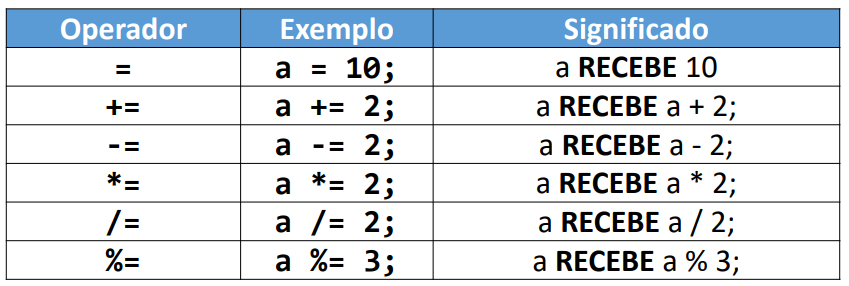 Operador Exemplo Significado
= a = 10; a RECEBE 10
+= a += 2; a RECEBE a + 2;
-= a -= 2; a RECEBE a - 2;
*= a *= 2; a RECEBE a * 2;
/= a /= 2; a RECEBE a / 2;
%= a %= 3; a RECEBE a % 3;